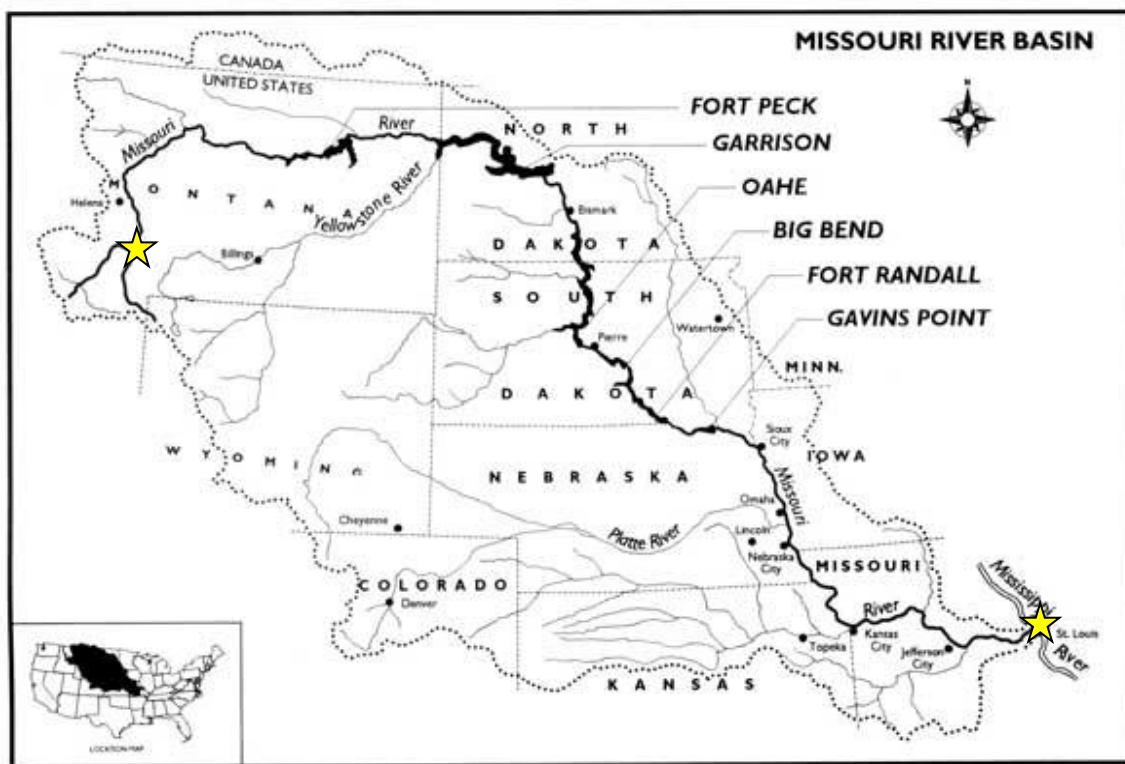 MISSOURI RIVER BASIN
CANADA
UNITED STATES
N
FORT PECK
GARRISON
OAHE
BIG BEND
FORT RANDALL
GAVINS POINT
Missouri
River
NORTH
MONTANA
Helena
Yellowstone River
Billings
Bismark
DAKOTA
SOUTH
Watertown
Pierre
MINN.
DAKOTA
Sioux
City
IOWA
WYOMING
NEBRASKA
Missouri
Omaha
Lincoln
Cheyenne
Platte River
Nebraska
City
MISSOURI
COLORADO
Denver
River
Mississippi
River
St. Louis
Topeka
Kansas
City
Jefferson
City
KANSAS
LOCATION MAP